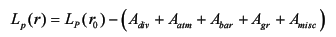 L_p(r) = L_P(r_0) − (A_div + A_atm + A_bar + A_gr + A_misc)